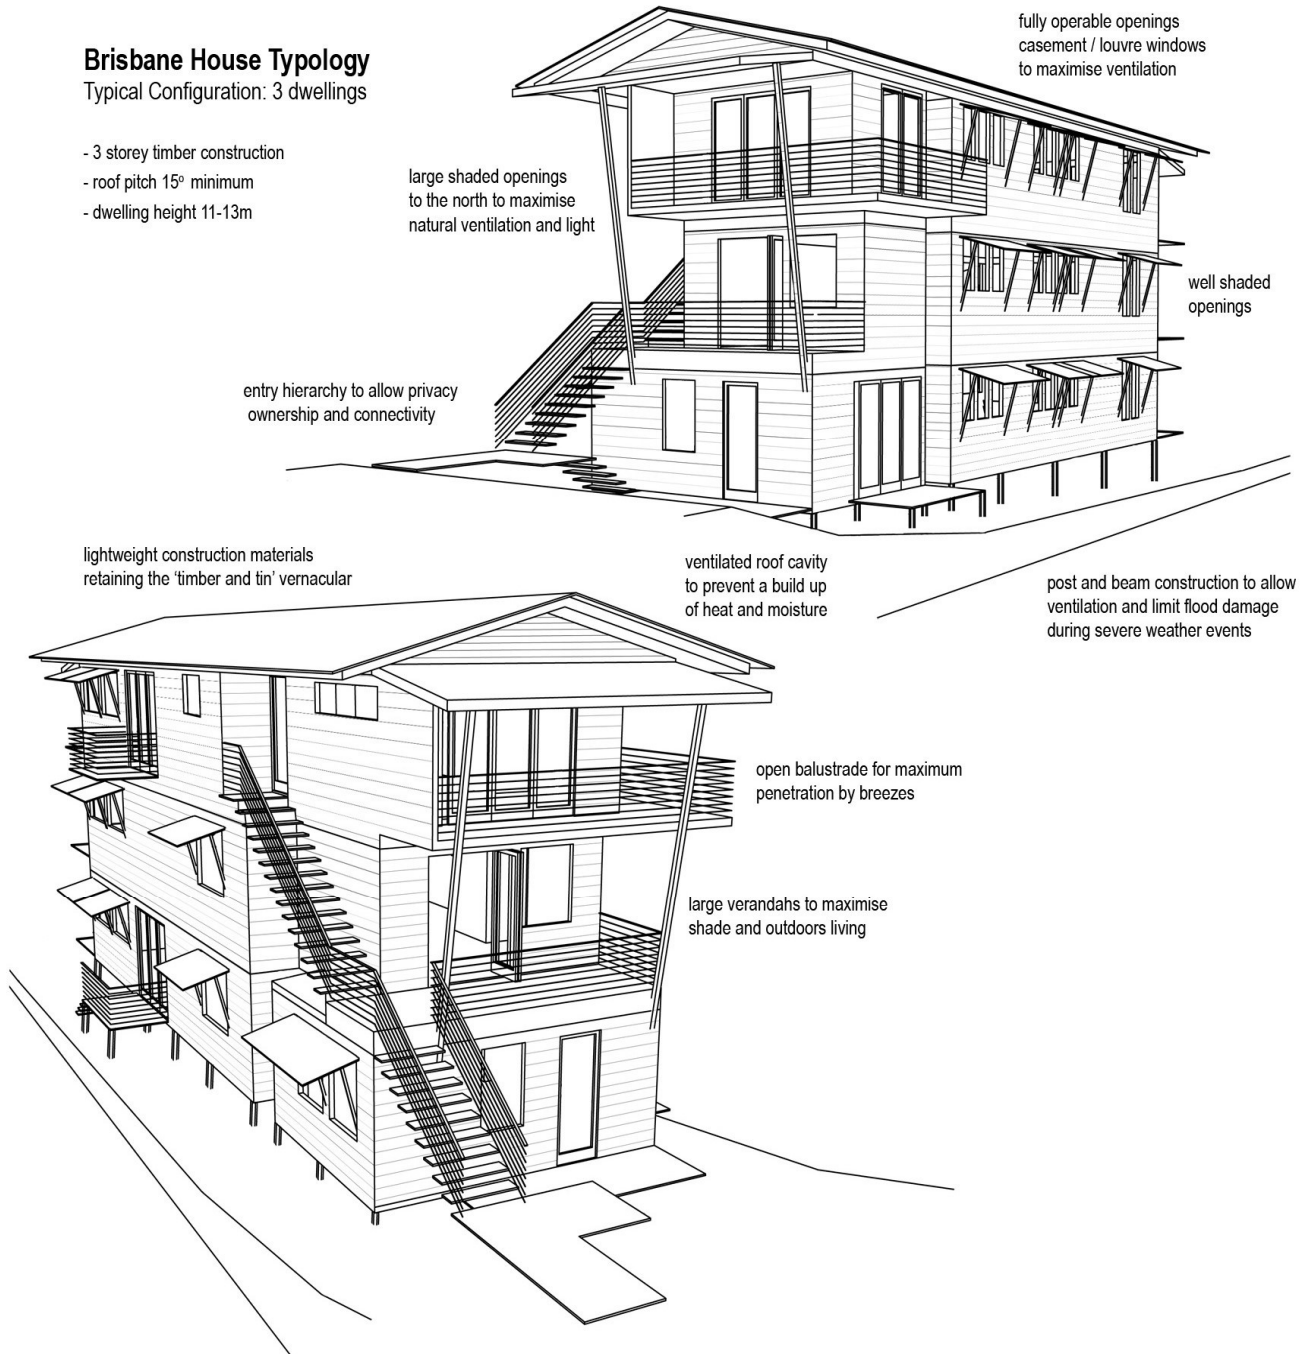 Brisbane House Typology
Typical Configuration: 3 dwellings
- 3 storey timber construction
- roof pitch 15º minimum
- dwelling height 11-13m
fully operable openings
casement / louvre windows
to maximise ventilation
large shaded openings
to the north to maximise
natural ventilation and light
well shaded
openings
entry hierarchy to allow privacy
ownership and connectivity
lightweight construction materials
retaining the ‘timber and tin’ vernacular
ventilated roof cavity
to prevent a build up
of heat and moisture
post and beam construction to allow
ventilation and limit flood damage
during severe weather events
open balustrade for maximum
penetration by breezes
large verandahs to maximise
shade and outdoors living